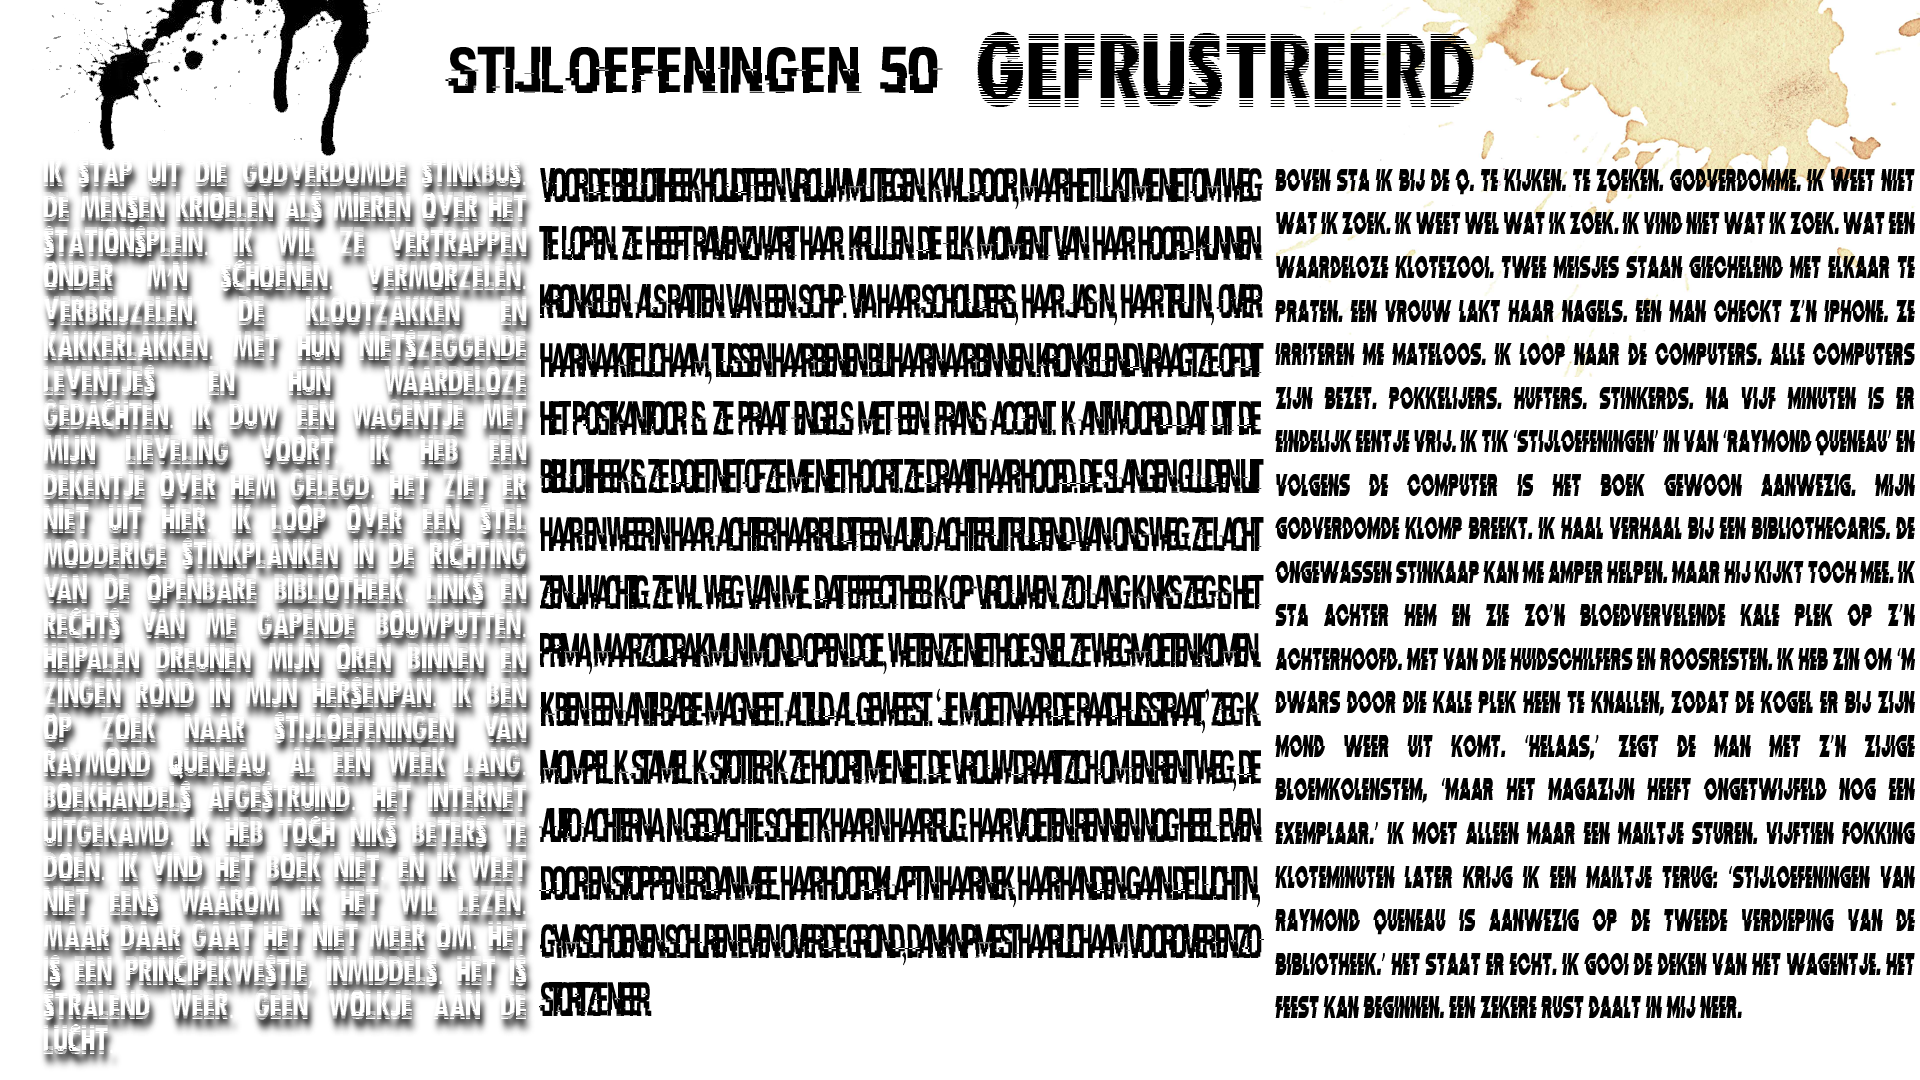 STIJLOEFENINGEN 50 GEFRUSTREERD
IK STAP UIT DIE GODVERDOMDE STINKBUS.
DE MENSEN KRIOELEN ALS MIEREN OVER HET
STATIONSPLEIN. IK WIL ZE VERTRAPPEN
ONDER M'N SCHOENEN. VERMORZELEN.
VERBRIJZELEN. DE KLOOTZAKKEN EN
KAKKERLAKKEN. MET HUN NIETSZEGGENDE
LEVENTJES EN HUN WAARDELOZE
GEDACHTEN. IK DUW EEN WAGENTJE MET
MIJN LIEVELING VOORT. IK HEB EEN
DEKENTJE OVER HEM GELEGD. HET ZIET ER
NIET UIT HIER. IK LOOP OVER EEN STEL
MODDERIGE STINKPLANKEN IN DE RICHTING
VAN DE OPENBARE BIBLIOTHEEK. LINKS EN
RECHTS VAN ME GAPENDE BOUWPUTTEN.
HEIPALEN DREUNEN MIJN OREN BINNEN EN
ZINGEN ROND IN MIJN HERSENPAN. IK BEN
OP ZOEK NAAR STIJLOEFENINGEN VAN
RAYMOND QUENEAU. AL EEN WEEK LANG.
BOEKHANDELS AFGESTRUIND. HET INTERNET
UITGEKAMD. IK HEB TOCH NIKS BETERS TE
DOEN. IK VIND HET BOEK NIET. EN IK WEET
NIET EENS WAAROM IK HET WIL LEZEN.
MAAR DAAR GAAT HET NIET MEER OM. HET
IS EEN PRINCIPEKWESTIE, INMIDDELS. HET IS
STRALEND WEER. GEEN WOLKJE AAN DE
LUCHT.
VOOR DE BIBLIOTHEEK HOUDT EEN VROUW MIJ TEGEN. IK WIL DOOR, MAAR HET LIJKT ME NIET OM WEG
TE LOPEN. ZE HEEFT RAVENZWART HAAR. KRULLEN DIE ELK MOMENT VAN HAAR HOOFD KUNNEN
KRONKELEN. ALS RATTEN VAN EEN SCHIP. VIA HAAR SCHOUDERS, HAAR JAS IN, HAAR TRUI IN, OVER
HAAR NAAKTE LICHAAM, TUSSEN HAAR BENEN BIJ HAAR NAAR BINNEN. KRONKELEND VRAAGT ZE OF DIT
HET POSTKANTOOR IS. ZE PRAAT ENGELS MET EEN FRANS ACCENT. IK ANTWOORD DAT DIT DE
BIBLIOTHEEK IS. ZE DOET NET OF ZE ME NIET HOORT. ZE DRAAIT HAAR HOOFD. DE SLANGEN GLIJDEN UIT
HAAR EN WEER IN HAAR. ACHTER HAAR RIJDT EEN AUTO ACHTERUIT. RIJDEND VAN ONS WEG. ZE LACHT
ZENUWACHTIG. ZE WIL WEG VAN ME. DAT EFFECT HEB IK OP VROUWEN. ZOLANG IK NIKS ZEG IS HET
PRIMA, MAAR ZODRA IK MIJN MOND OPENDOE, WETEN ZE NIET HOE SNEL ZE WEG MOETEN KOMEN.
IK BEN EEN ANTI-BABE-MAGNEET. ALTIJD AL GEWEEST. 'JE MOET NAAR DE RAADHUISSTRAAT,' ZEG IK.
MOMPEL IK. STAMEL IK. STOTTER IK. ZE HOORT ME NIET. DE VROUW DRAAIT ZICH OM EN RENT WEG, DE
AUTO ACHTERNA. IN GEDACHTE SCHIET IK HAAR IN HAAR RUG. HAAR VOETEN RENNEN NOG HEEL EVEN
DOOR EN STOPPEN ER DAN MEE. HAAR HOOFD KLAPT IN HAAR NEK, HAAR HANDEN GAAN DE LUCHT IN,
GYMSCHOENEN SCHUREN EVEN OVER DE GROND, DAN KNIPMEST HAAR LICHAAM VOOROVER EN ZO
STORT ZE NEER.
BOVEN STA IK BIJ DE Q. TE KIJKEN. TE ZOEKEN. GODVERDOMME. IK WEET NIET
WAT IK ZOEK. IK WEET WEL WAT IK ZOEK. IK VIND NIET WAT IK ZOEK. WAT EEN
WAARDELOZE KLOTEZOOI. TWEE MEISJES STAAN GIECHELEND MET ELKAAR TE
PRATEN. EEN VROUW LAKT HAAR NAGELS. EEN MAN CHECKT Z'N IPHONE. ZE
IRRITEREN ME MATELOOS. IK LOOP NAAR DE COMPUTERS. ALLE COMPUTERS
ZIJN BEZET. POKKELIJERS. HUFTERS. STINKERDS. NA VIJF MINUTEN IS ER
EINDELIJK EENTJE VRIJ. IK TIK 'STIJLOEFENINGEN' IN VAN 'RAYMOND QUENEAU' EN
VOLGENS DE COMPUTER IS HET BOEK GEWOON AANWEZIG. MIJN
GODVERDOMDE KLOMP BREEKT. IK HAAL VERHAAL BIJ EEN BIBLIOTHECARIS. DE
ONGEWASSEN STINKAAP KAN ME AMPER HELPEN. MAAR HIJ KIJKT TOCH MEE. IK
STA ACHTER HEM EN ZIE ZO'N BLOEDVERVELENDE KALE PLEK OP Z'N
ACHTERHOOFD. MET VAN DIE HUIDSCHILFERS EN ROOSRESTEN. IK HEB ZIN OM 'M
DWARS DOOR DIE KALE PLEK HEEN TE KNALLEN, ZODAT DE KOGEL ER BIJ ZIJN
MOND WEER UIT KOMT. 'HELAAS,' ZEGT DE MAN MET Z'N ZIJIGE
BLOEMKOLENSTEM, 'MAAR HET MAGAZIJN HEEFT ONGETWIJFELD NOG EEN
EXEMPLAAR.' IK MOET ALLEEN MAAR EEN MAILTJE STUREN. VIJFTIEN FOKKING
KLOTEMINUTEN LATER KRIJG IK EEN MAILTJE TERUG: 'STIJLOEFENINGEN VAN
RAYMOND QUENEAU IS AANWEZIG OP DE TWEEDE VERDIEPING VAN DE
BIBLIOTHEEK.' HET STAAT ER ECHT. IK GOOI DE DEKEN VAN HET WAGENTJE. HET
FEEST KAN BEGINNEN. EEN ZEKERE RUST DAALT IN MIJ NEER.